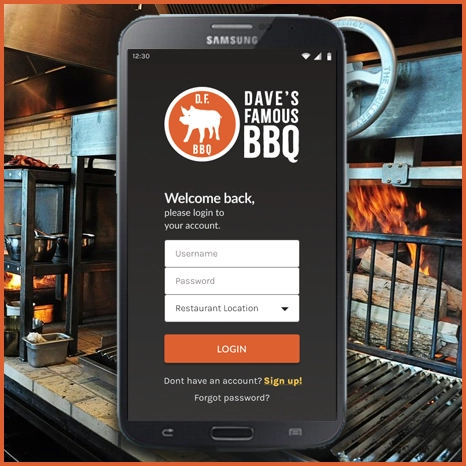 SAMSUNG
12:30
D.F.
BBQ
DAVE'S
FAMOUS
BBQ
Welcome back,
please login to
your account.
Username
Password
Restaurant Location
LOGIN
Dont have an account? Sign up!
Forgot password?